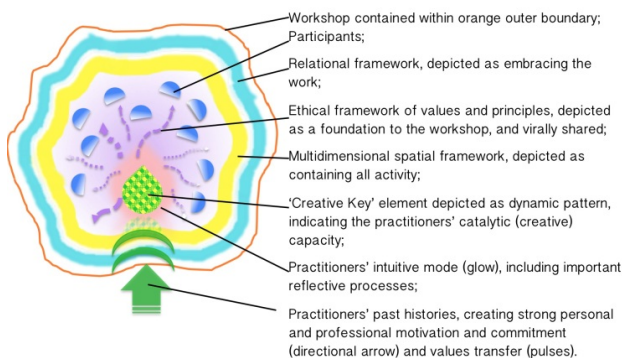 Workshop contained within orange outer boundary;
Participants;
Relational framework, depicted as embracing the
work;
Ethical framework of values and principles, depicted
as a foundation to the workshop, and virally shared;
Multidimensional spatial framework, depicted as
containing all activity;
‘Creative Key’ element depicted as dynamic pattern,
indicating the practitioners’ catalytic (creative)
capacity;
Practitioners’ intuitive mode (glow), including important
reflective processes;
Practitioners’ past histories, creating strong personal
and professional motivation and commitment
(directional arrow) and values transfer (pulses).